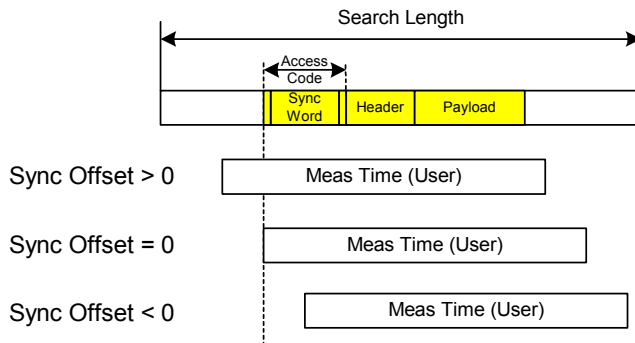 Search Length
Access
Code
Sync
Word
Header
Payload
Sync Offset > 0
Meas Time (User)
Sync Offset = 0
Meas Time (User)
Sync Offset < 0
Meas Time (User)